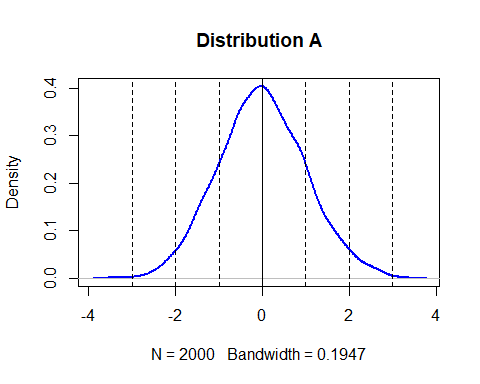 Distribution A
Density
0.4
0.3
0.2
0.1
0.0
-4 -2 0 2 4
N = 2000 Bandwidth = 0.1947